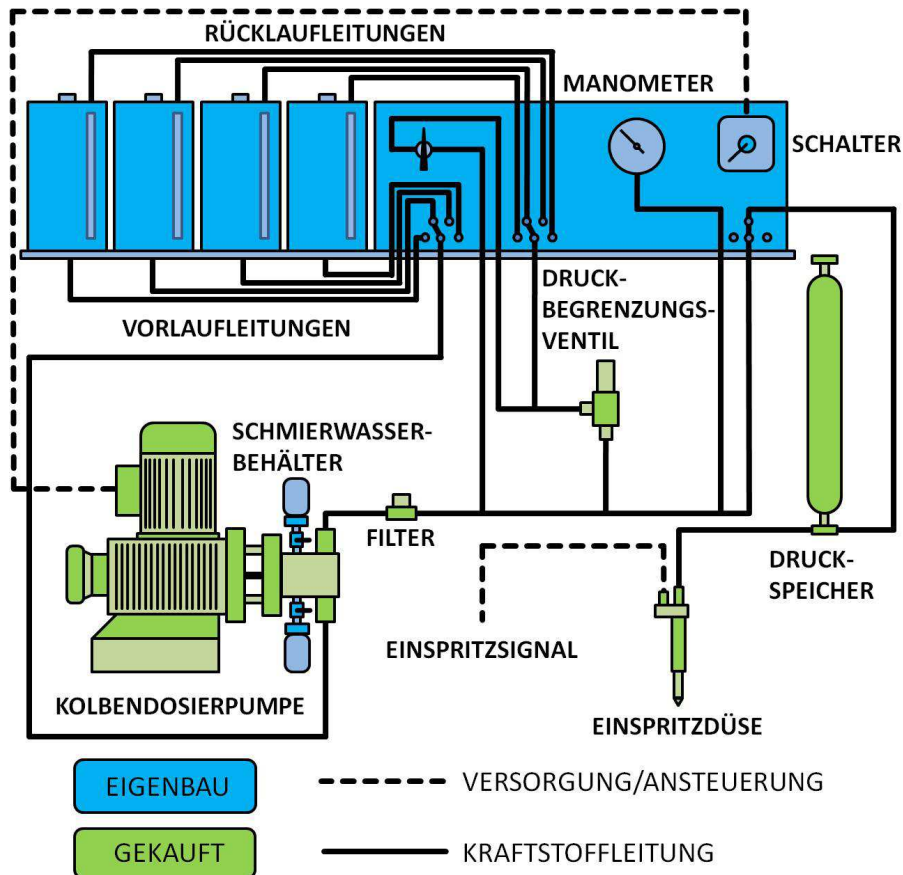 RÜCKLAUFLEITUNGEN
MANOMETER
SCHALTER
DRUCK-
BEGRENZUNGS-
VENTIL
VORLAUFLEITUNGEN
SCHMIERWASSER-
BEHÄLTER
FILTER
DRUCK-
SPEICHER
EINSPRITZSIGNAL
KOLBENDOSIERPUMPE
EINSPRITZDÜSE
EIGENBAU
VERSORGUNG/ANSTEUERUNG
GEKAUFT
KRAFTSTOFFLEITUNG